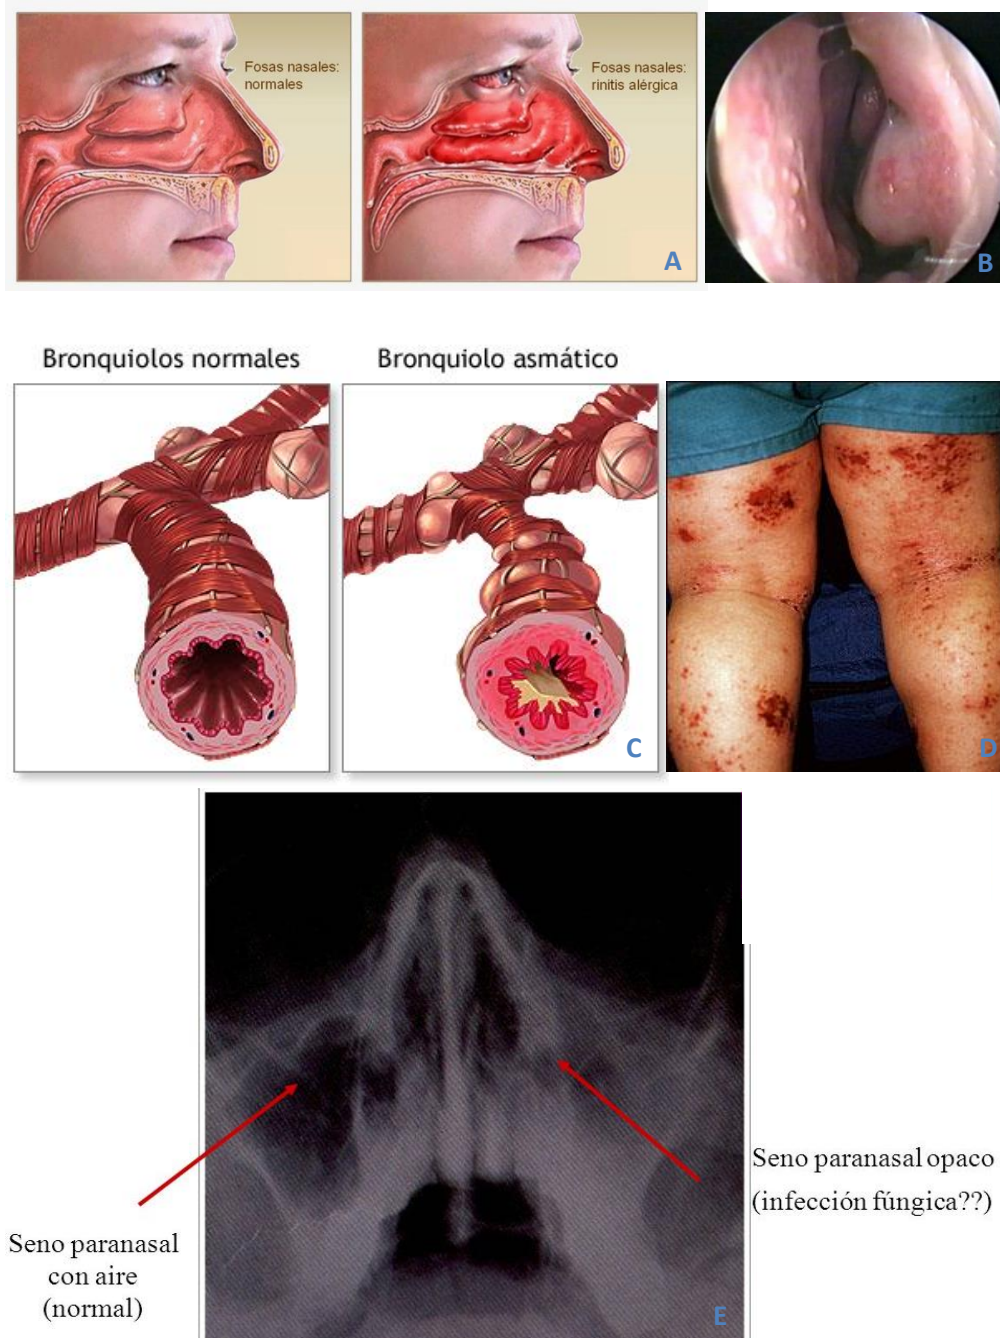 Fosas nasales:
normales
Fosas nasales:
rinitis alérgica
A
B
Bronquiolos normales
Bronquiolo asmático
C
D
Seno paranasal opaco
(infección fúngica??)
Seno paranasal
con aire
(normal)
E